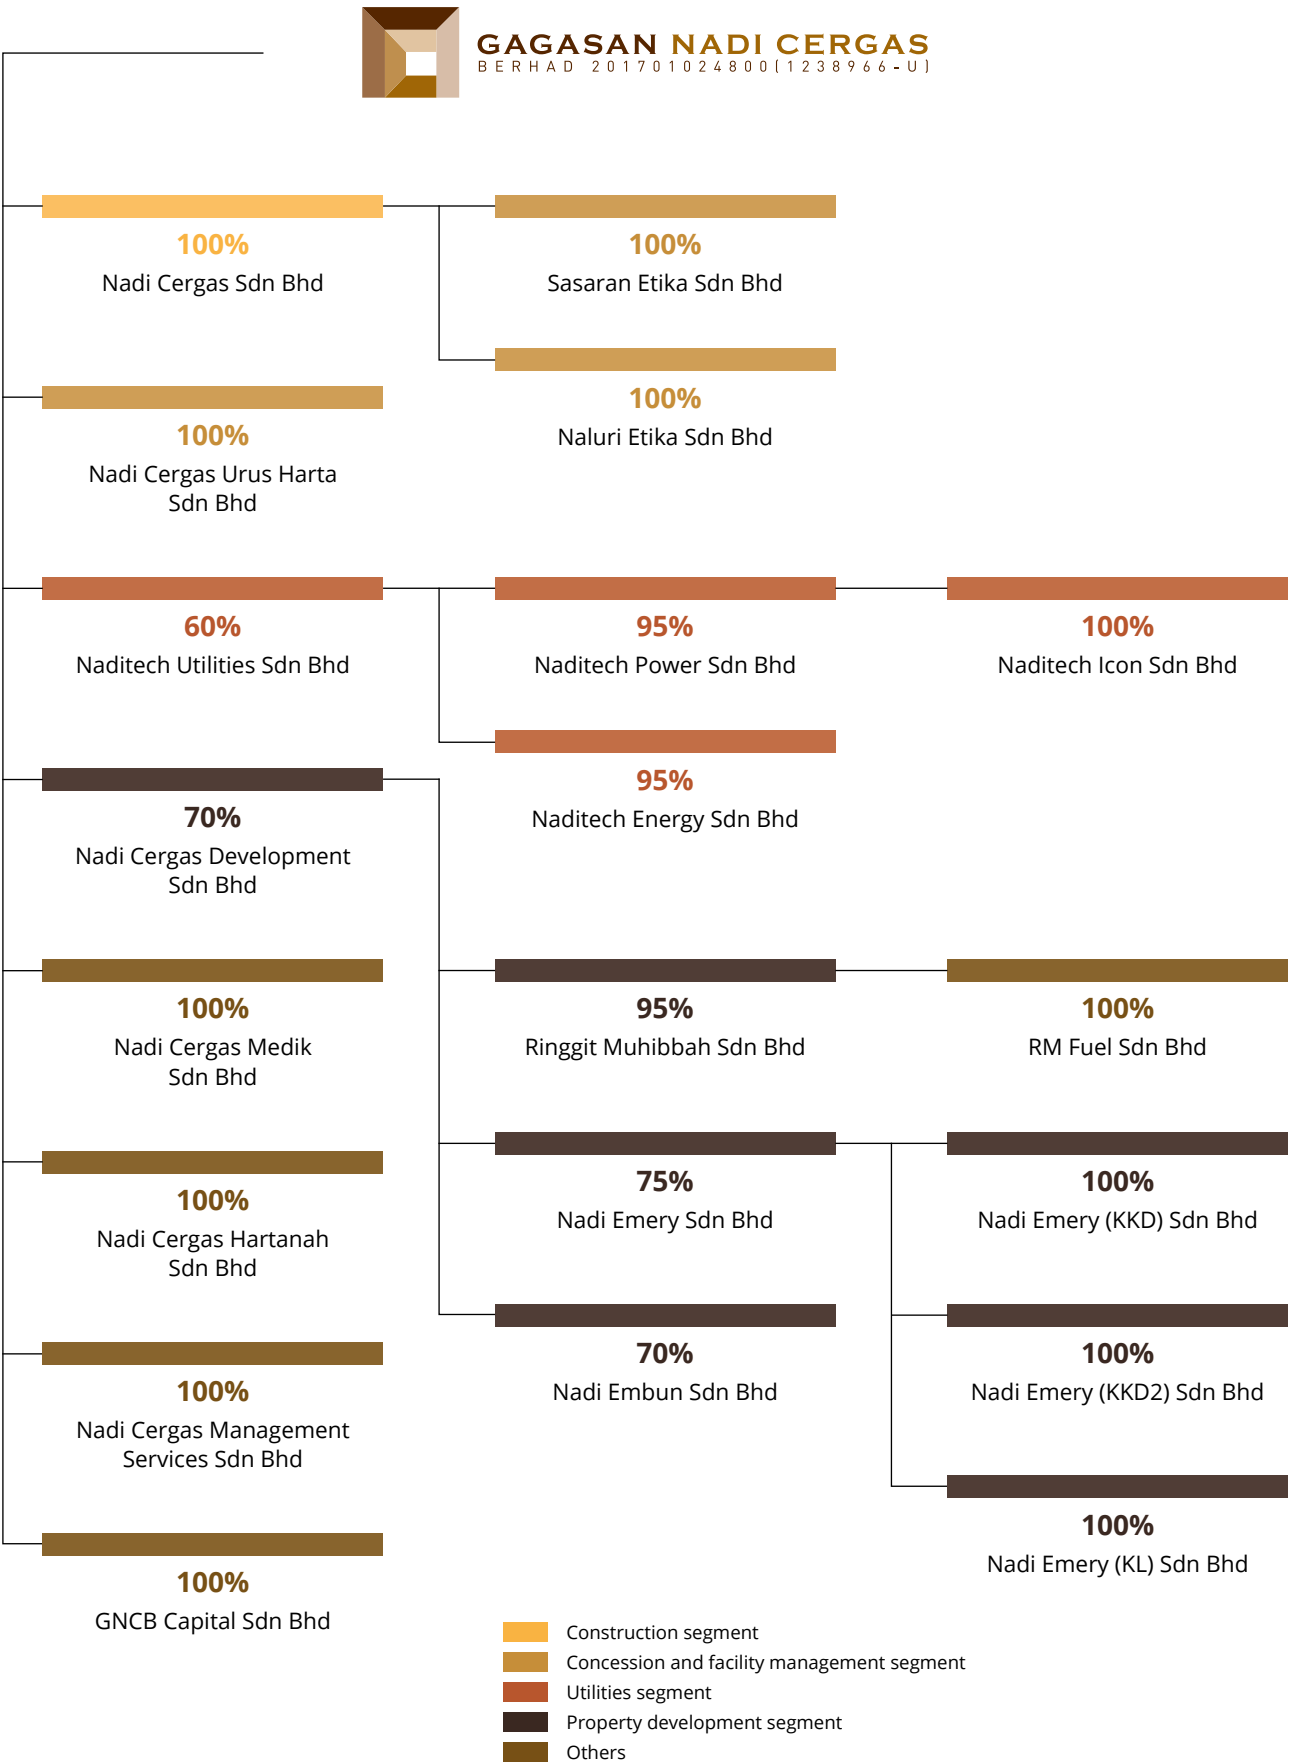 GAGASAN NADI CERGAS
BERHAD 201701024800(1238966-U)
100%
Nadi Cergas Sdn Bhd
100%
Sasaran Etika Sdn Bhd
100%
Naluri Etika Sdn Bhd
100%
Nadi Cergas Urus Harta
Sdn Bhd
60%
Naditech Utilities Sdn Bhd
95%
Naditech Power Sdn Bhd
100%
Naditech Icon Sdn Bhd
95%
Naditech Energy Sdn Bhd
70%
Nadi Cergas Development
Sdn Bhd
95%
Ringgit Muhibbah Sdn Bhd
100%
RM Fuel Sdn Bhd
75%
Nadi Emery Sdn Bhd
100%
Nadi Emery (KKD) Sdn Bhd
100%
Nadi Emery (KKD2) Sdn Bhd
100%
Nadi Emery (KL) Sdn Bhd
70%
Nadi Embun Sdn Bhd
100%
Nadi Cergas Medik
Sdn Bhd
100%
Nadi Cergas Hartanah
Sdn Bhd
100%
Nadi Cergas Management
Services Sdn Bhd
100%
GNCB Capital Sdn Bhd
Construction segment
Concession and facility management segment
Utilities segment
Property development segment
Others